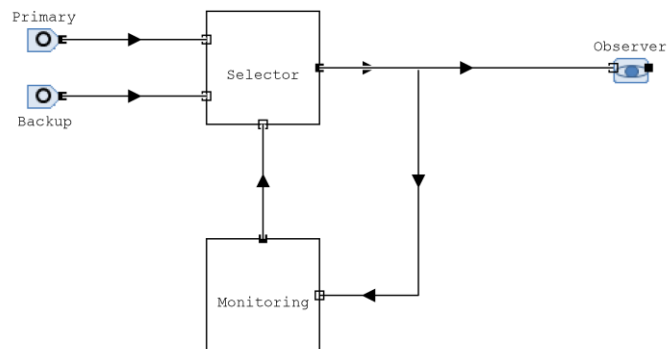 Primary
Observer
Selector
Backup
Monitoring